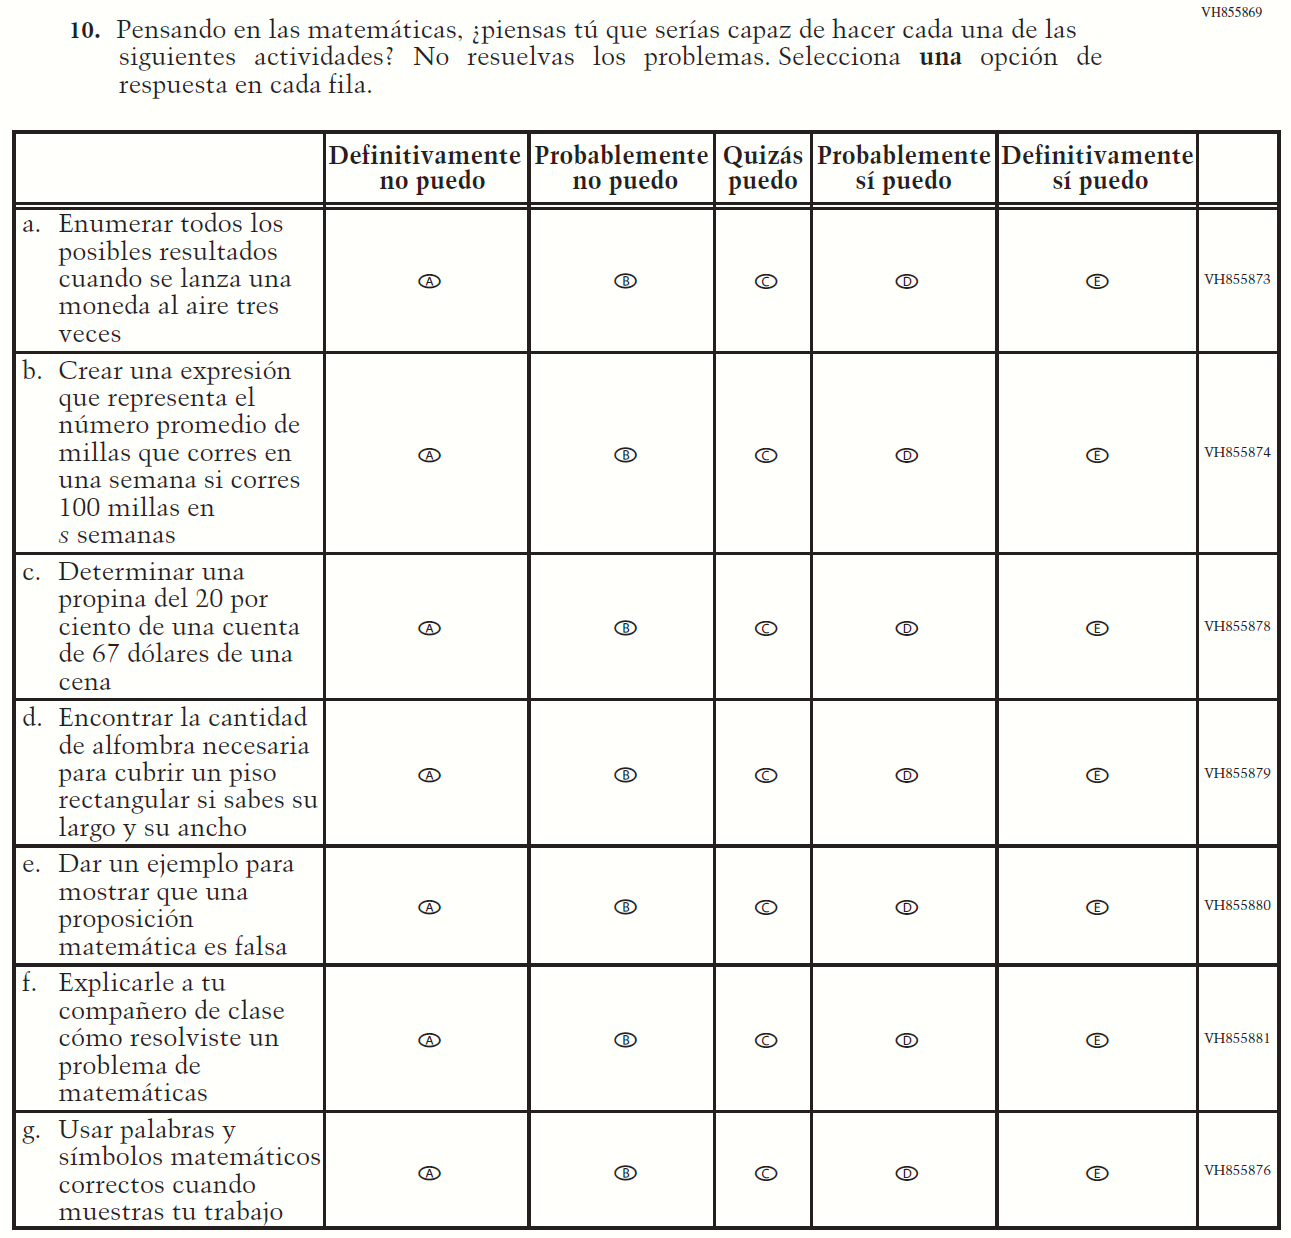 VH855869
10. Pensando en las matemáticas, ¿piensas tú que serías capaz de hacer cada una de las
siguientes actividades? No resuelvas los problemas. Selecciona una opción de
respuesta en cada fila.
Definitivamente no puedo Probablemente no puedo Quizás puedo Probablemente sí puedo Definitivamente sí puedo
a. Enumerar todos los
posibles resultados
cuando se lanza una
moneda al aire tres
veces
A B C D E VH855873
b. Crear una expresión
que representa el
número promedio de
millas que corres en
una semana si corres
100 millas en
s semanas
A B C D E VH855874
c. Determinar una
propina del 20 por
ciento de una cuenta
de 67 dólares de una
cena
A B C D E VH855878
d. Encontrar la cantidad
de alfombra necesaria
para cubrir un piso
rectangular si sabes su
largo y su ancho
A B C D E VH855879
e. Dar un ejemplo para
mostrar que una
proposición
matemática es falsa
A B C D E VH855880
f. Explicarle a tu
compañero de clase
cómo resolviste un
problema de
matemáticas
A B C D E VH855881
g. Usar palabras y
símbolos matemáticos
correctos cuando
muestras tu trabajo
A B C D E VH855876